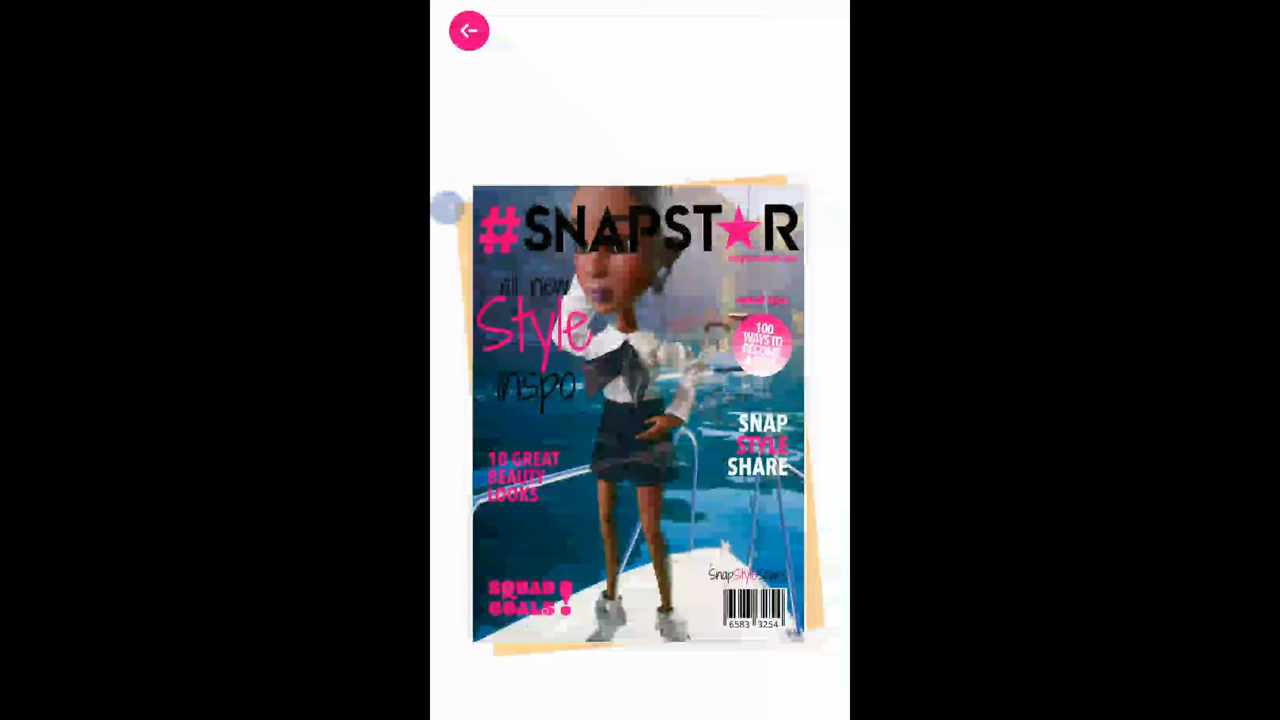 #SNAPST★R
all new
Style
inspo
100
WAYS TO
BECOME
SNAP
STYLE
SHARE
10 GREAT
BEAUTY
LOOKS
SQUAD
GOALS!
SnapStyleShare
6583 3254